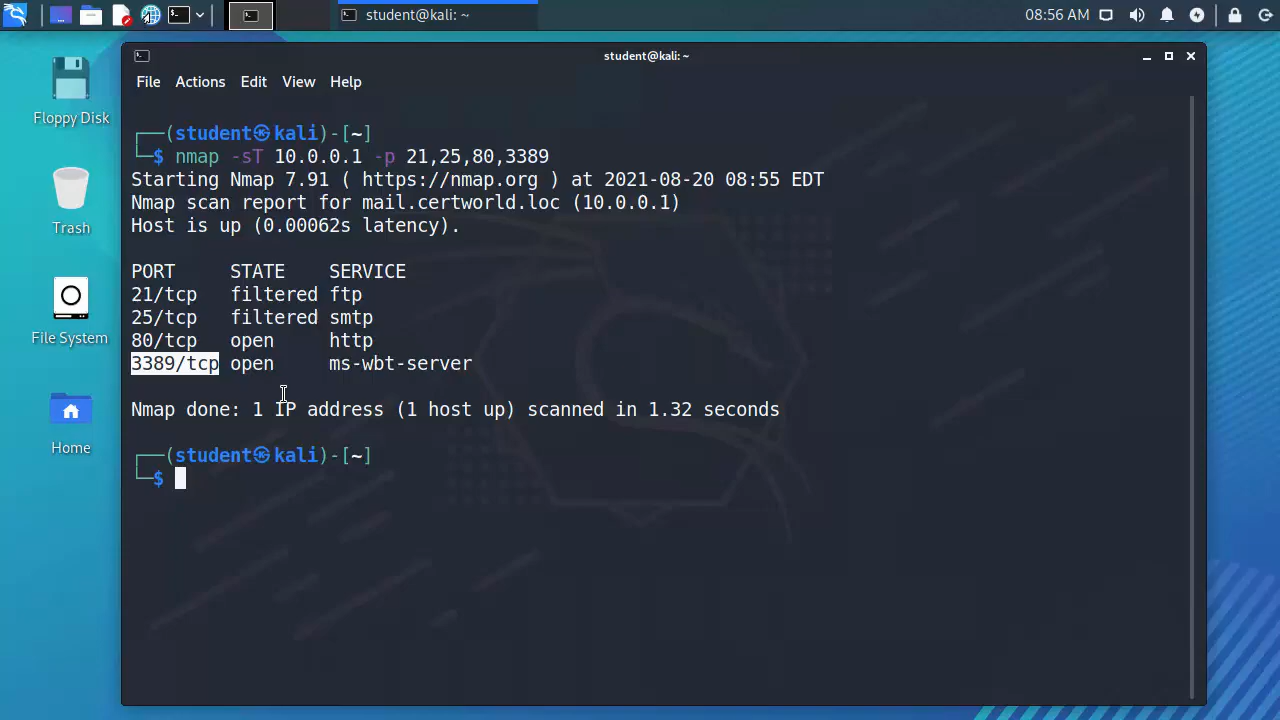 student@kali: ~
08:56 AM
student@kali: ~
File Actions Edit View Help
Floppy Disk
Trash
File System
Home
┌──(student㉿kali)-[~]
└─$ nmap -sT 10.0.0.1 -p 21,25,80,3389
Starting Nmap 7.91 ( https://nmap.org ) at 2021-08-20 08:55 EDT
Nmap scan report for mail.certworld.loc (10.0.0.1)
Host is up (0.00062s latency).
PORT STATE SERVICE
21/tcp filtered ftp
25/tcp filtered smtp
80/tcp open http
3389/tcp open ms-wbt-server
Nmap done: 1 IP address (1 host up) scanned in 1.32 seconds
┌──(student㉿kali)-[~]
└─$